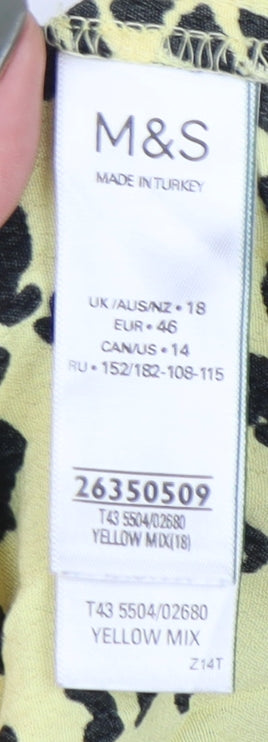 M&S
MADE IN TURKEY
UK/AUS/NZ • 18
EUR • 46
CAN/US • 14
RU • 152/182-108-115
26350509
T43 5504/02680
YELLOW MIX(18)
T43 5504/02680
YELLOW MIX
Z14T